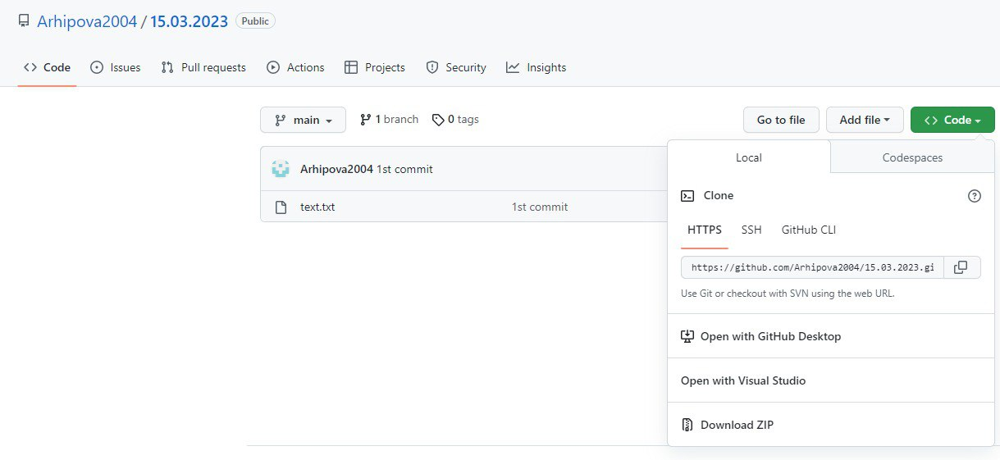 Arhipova2004 / 15.03.2023 Public
Code Issues Pull requests Actions Projects Security Insights
main 1 branch 0 tags Go to file Add file Code
Arhipova2004 1st commit
text.txt 1st commit
Local Codespaces
Clone
HTTPS SSH GitHub CLI
https://github.com/Arhipova2004/15.03.2023.gi
Use Git or checkout with SVN using the web URL.
Open with GitHub Desktop
Open with Visual Studio
Download ZIP